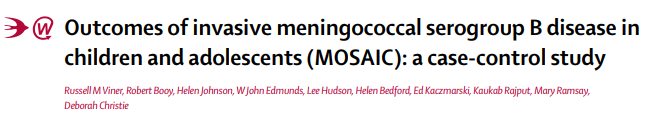 Outcomes of invasive meningococcal serogroup B disease in
children and adolescents (MOSAIC): a case-control study
Russell M Viner, Robert Booy, Helen Johnson, W John Edmunds, Lee Hudson, Helen Bedford, Ed Kaczmarski, Kaukab Rajput, Mary Ramsay,
Deborah Christie